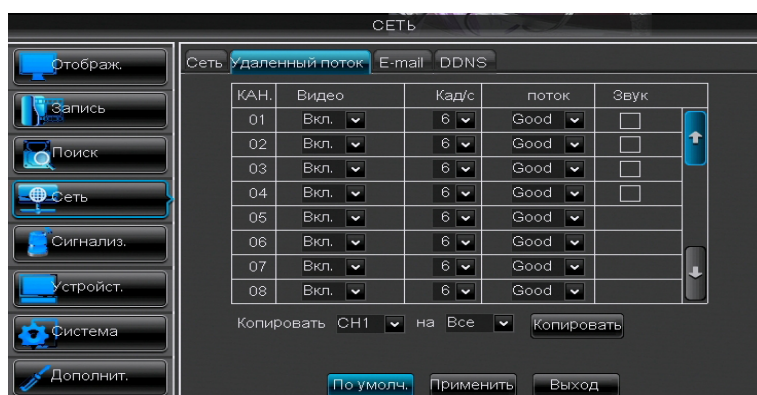 СЕТЬ
Отображ.
Запись
Поиск
Сеть
Сигнализ.
Устройст.
Система
Дополнит.
Сеть Удаленный поток E-mail DDNS
КАН. Видео Кад/с поток Звук
01 Вкл. 6 Good
02 Вкл. 6 Good
03 Вкл. 6 Good
04 Вкл. 6 Good
05 Вкл. 6 Good
06 Вкл. 6 Good
07 Вкл. 6 Good
08 Вкл. 6 Good
Копировать CH1 на Все Копировать
По умолч. Применить Выход